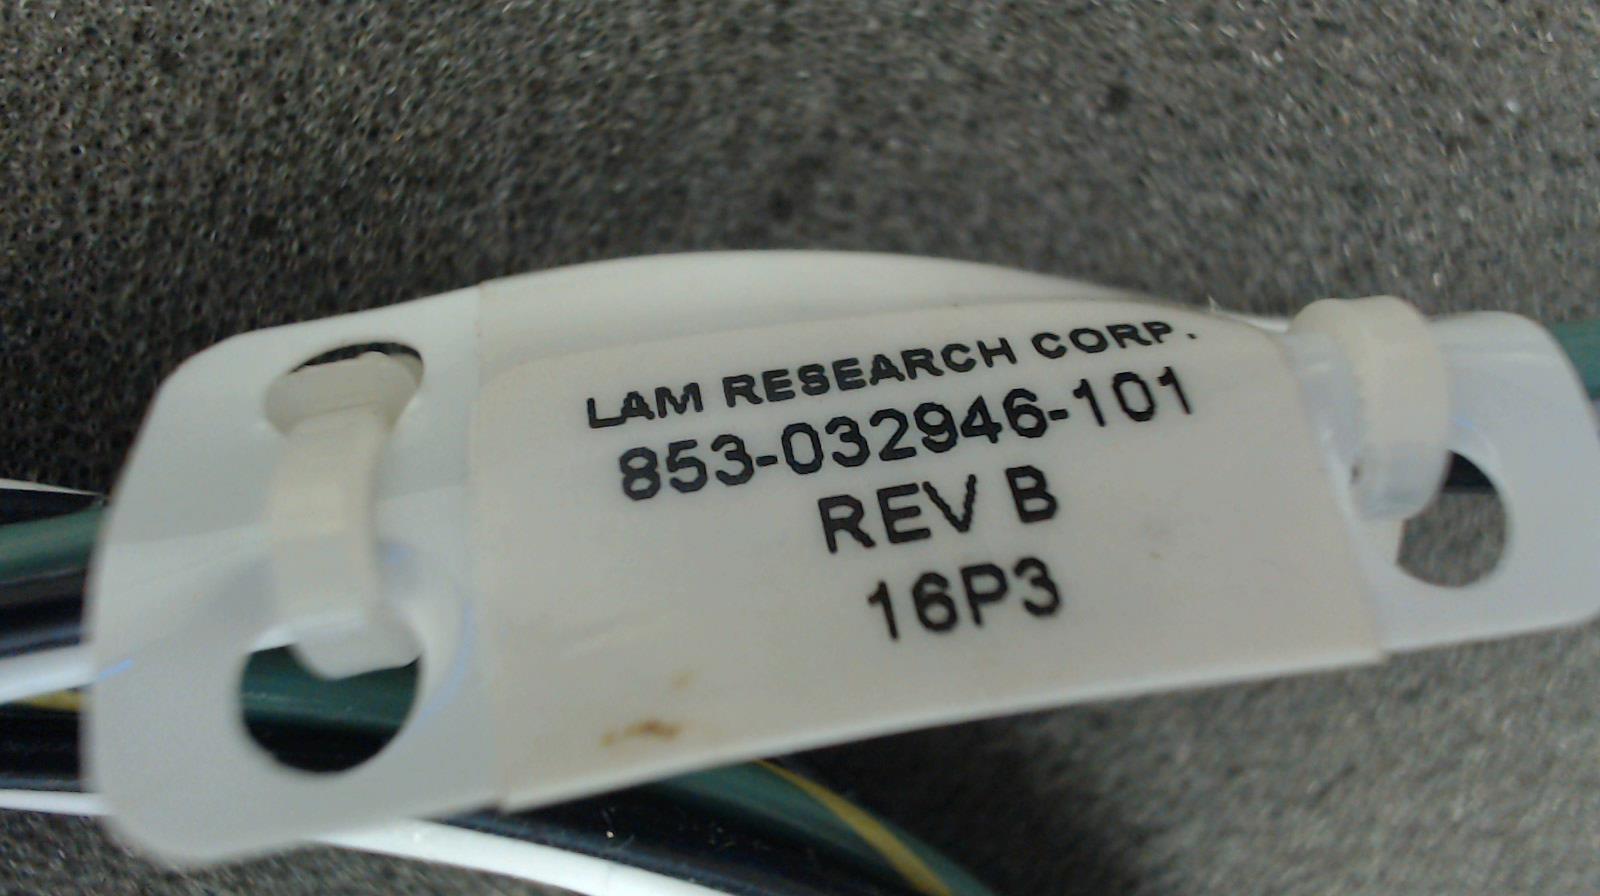 LAM RESEARCH CORP.
853-032946-101
REV B
16P3